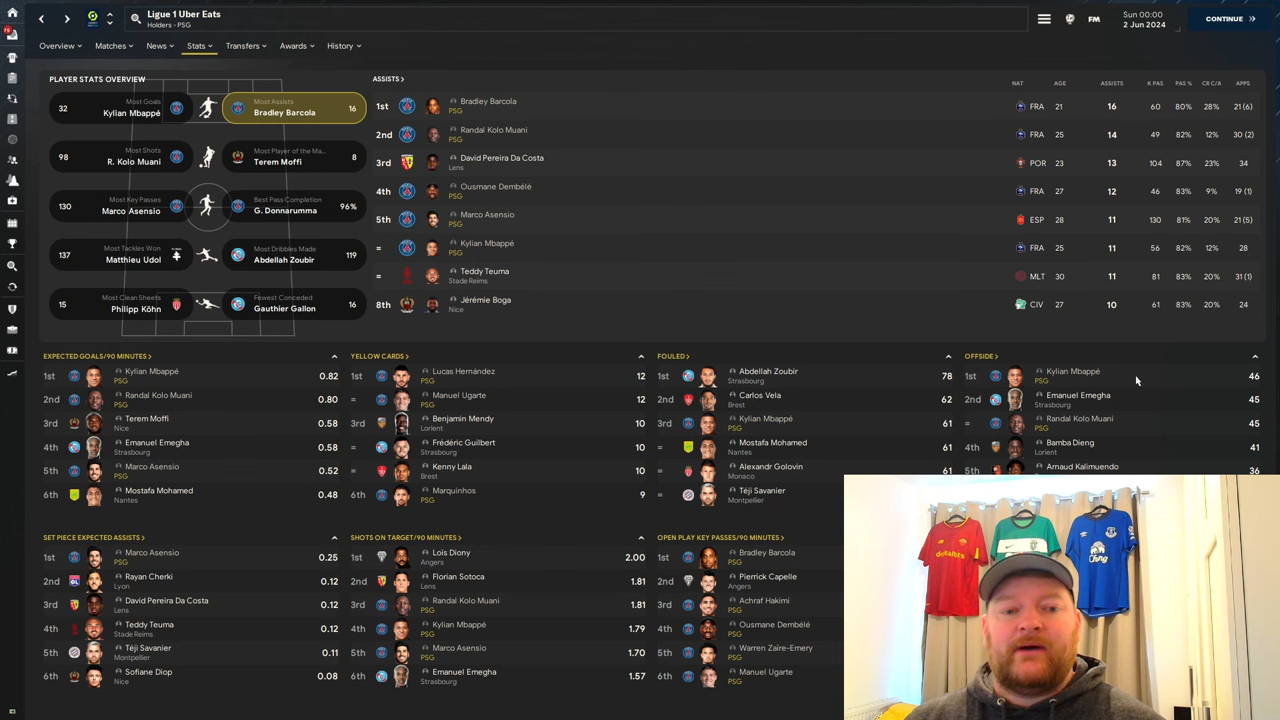 Ligue 1 Uber Eats
Holders - PSG
FM
Sun 00:00
2 Jun 2024
CONTINUE
Overview
Matches
News
Stats
Transfers
Awards
History
PLAYER STATS OVERVIEW
32 Most Goals Kylian Mbappé
Most Assists Bradley Barcola 16
98 Most Shots R. Kolo Muani
Most Player of the Ma... Terem Moffi 8
130 Most Key Passes Marco Asensio
Best Pass Completion G. Donnarumma 96%
137 Most Tackles Won Matthieu Udol
Most Dribbles Made Abdellah Zoubir 119
15 Most Clean Sheets Philipp Köhn
Fewest Conceded Gauthier Gallon 16
ASSISTS
NAT AGE ASSISTS K PAS PAS % CR C/A APPS
1st Bradley Barcola FRA 21 16 60 80% 28% 21 (6)
PSG
2nd Randal Kolo Muani FRA 25 14 49 82% 12% 30 (2)
PSG
3rd David Pereira Da Costa POR 23 13 104 87% 23% 34
Lens
4th Ousmane Dembélé FRA 27 12 46 83% 9% 19 (1)
PSG
5th Marco Asensio ESP 28 11 130 81% 20% 21 (5)
PSG
= Kylian Mbappé FRA 25 11 56 82% 12% 28
PSG
= Teddy Teuma MLT 30 11 81 83% 20% 31 (1)
Stade Reims
8th Jérémie Boga CIV 27 10 61 83% 20% 24
Nice
EXPECTED GOALS/90 MINUTES
1st Kylian Mbappé 0.82
PSG
2nd Randal Kolo Muani 0.80
PSG
3rd Terem Moffi 0.58
Nice
4th Emanuel Emegha 0.58
Strasbourg
5th Marco Asensio 0.52
PSG
6th Mostafa Mohamed 0.48
Nantes
YELLOW CARDS
1st Lucas Hernández 12
PSG
= Manuel Ugarte 12
PSG
3rd Benjamin Mendy 10
Lorient
= Frédéric Guilbert 10
Strasbourg
= Kenny Lala 10
Brest
6th Marquinhos 9
PSG
FOULED
1st Abdellah Zoubir 78
Strasbourg
2nd Carlos Vela 62
Brest
3rd Kylian Mbappé 61
PSG
= Mostafa Mohamed 61
Nantes
= Alexandr Golovin 61
Monaco
= Téji Savanier
Montpellier
OFFSIDE
1st Kylian Mbappé 46
PSG
2nd Emanuel Emegha 45
Strasbourg
= Randal Kolo Muani 45
PSG
4th Bamba Dieng 41
Lorient
Arnaud Kalimuendo 36
SET PIECE EXPECTED ASSISTS
1st Marco Asensio 0.25
PSG
2nd Rayan Cherki 0.12
Lyon
3rd David Pereira Da Costa 0.12
Lens
4th Teddy Teuma 0.12
Stade Reims
5th Téji Savanier 0.11
Montpellier
6th Sofiane Diop 0.08
Nice
SHOTS ON TARGET/90 MINUTES
1st Loïs Diony 2.00
Angers
2nd Florian Sotoca 1.81
Lens
3rd Randal Kolo Muani 1.81
PSG
4th Kylian Mbappé 1.79
PSG
5th Marco Asensio 1.70
PSG
6th Emanuel Emegha 1.57
Strasbourg
OPEN PLAY KEY PASSES/90 MINUTES
1st Bradley Barcola
PSG
2nd Pierrick Capelle
Angers
3rd Achraf Hakimi
PSG
4th Ousmane Dembélé
PSG
5th Warren Zaïre-Emery
PSG
6th Manuel Ugarte
PSG
Chang